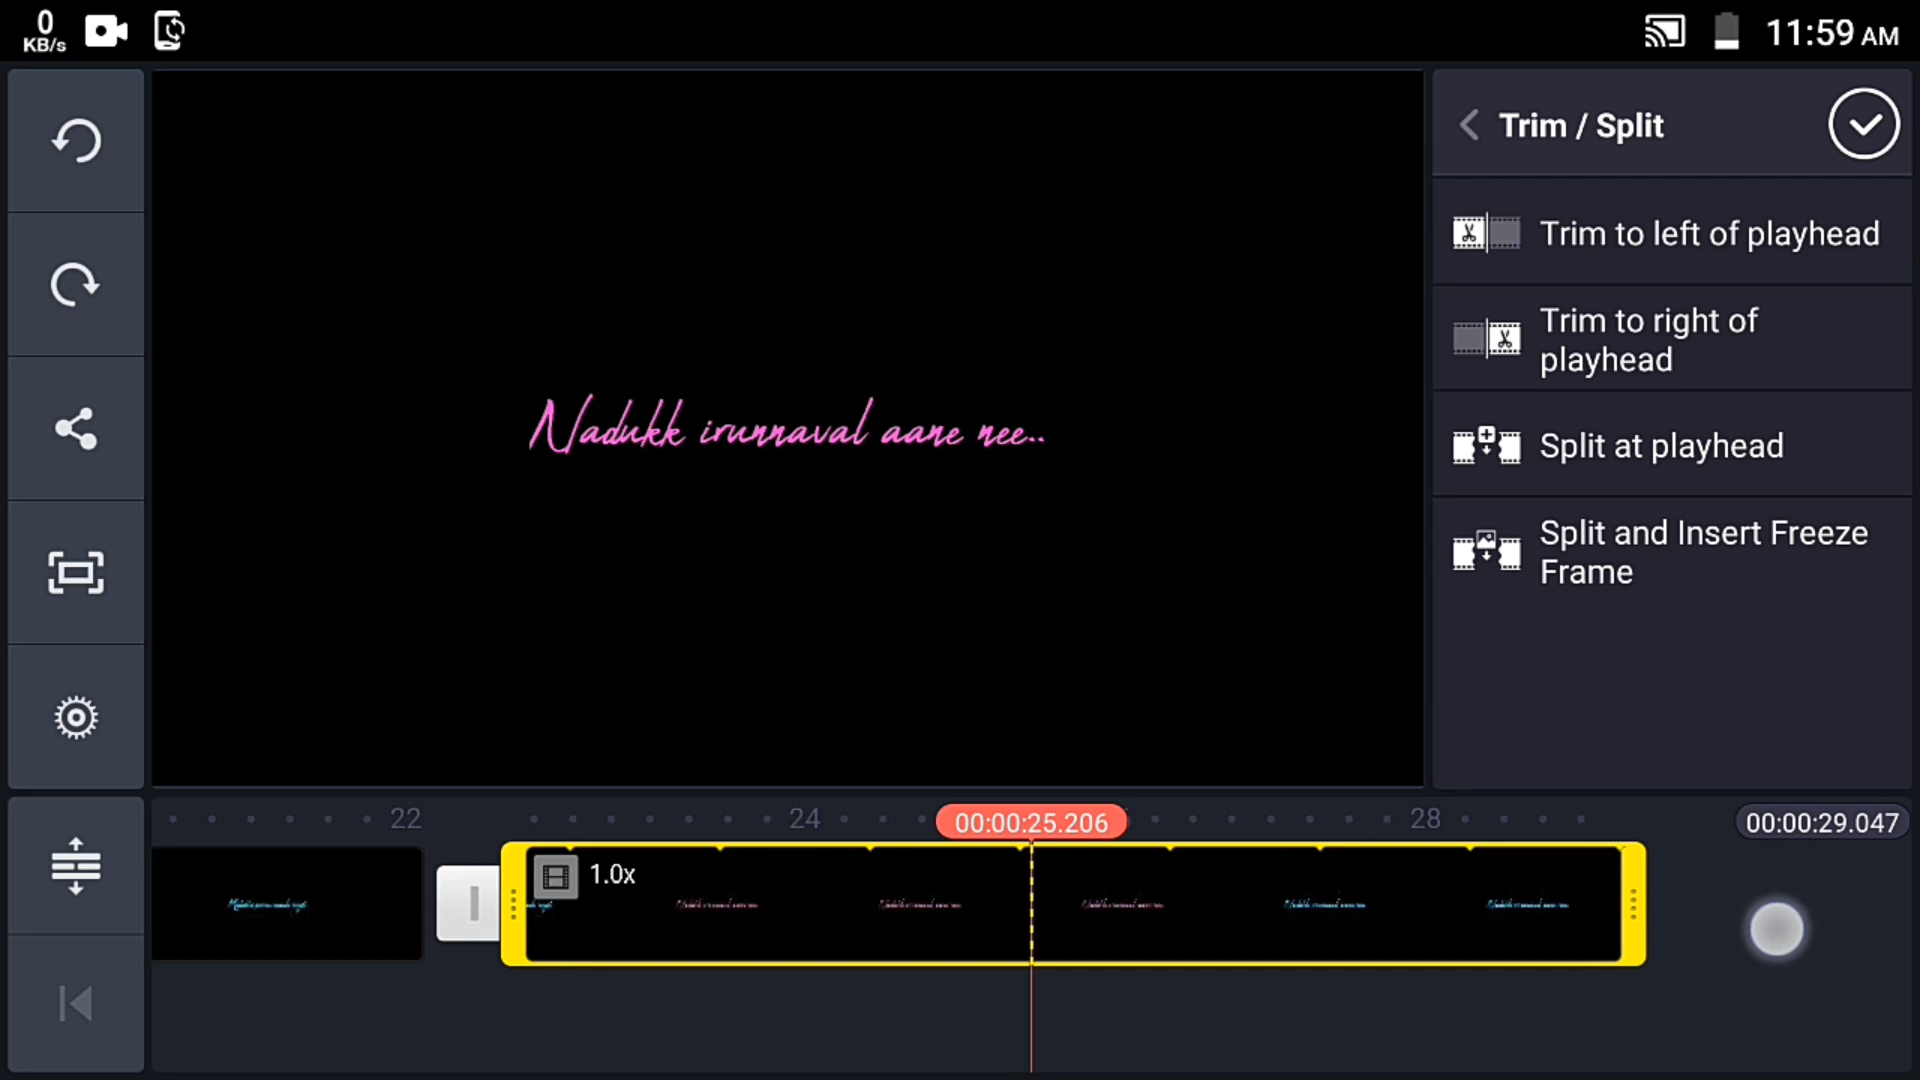 0
KB/s
11:59 AM
Trim / Split
Trim to left of playhead
Trim to right of
playhead
Split at playhead
Split and Insert Freeze
Frame
Nadukk irunnaval aane nee..
22
24
00:00:25.206
28
00:00:29.047
1.0x